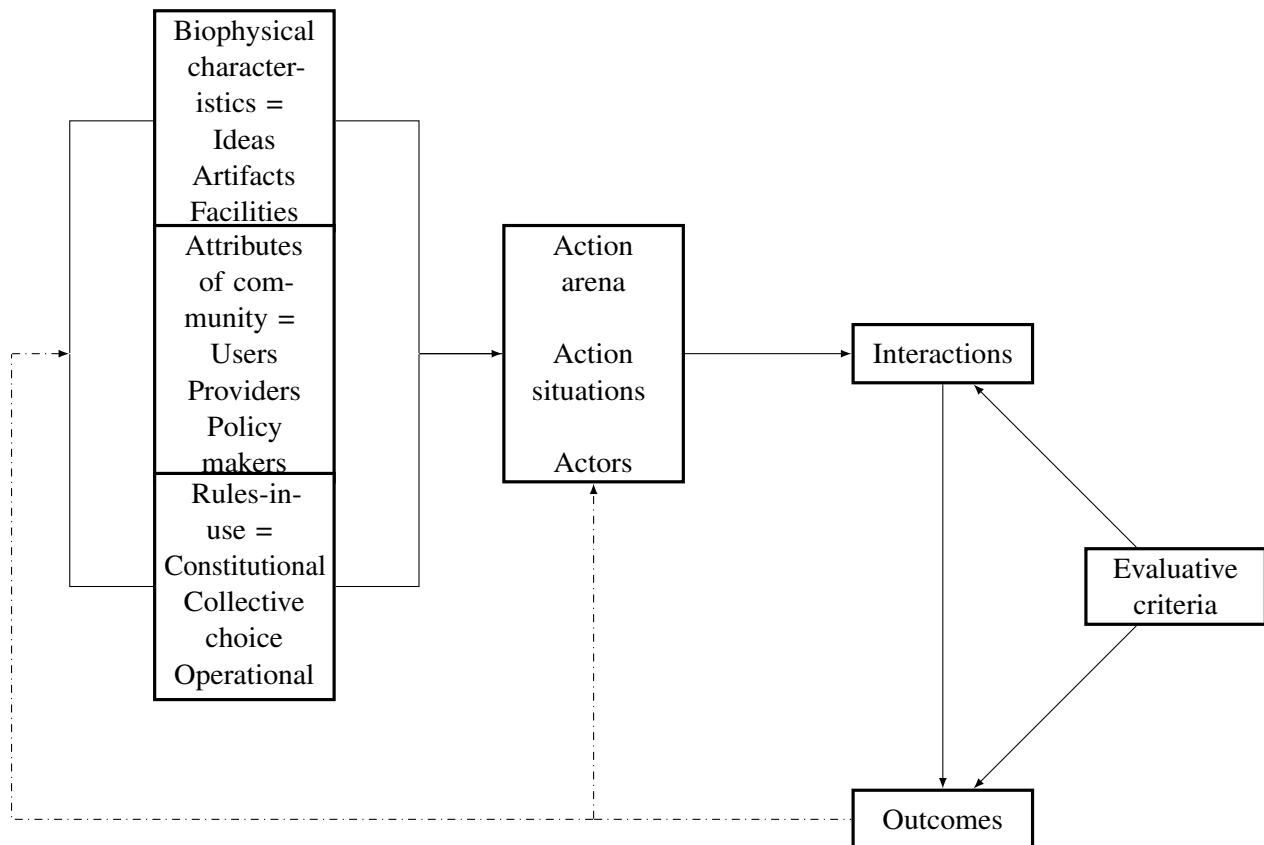 Biophysical
character-
istics =
Ideas
Artifacts
Facilities
Attributes
of com-
munity =
Users
Providers
Policy
makers
Rules-in-
use =
Constitutional
Collective
choice
Operational
Action
arena
Action
situations
Actors
Interactions
Evaluative
criteria
Outcomes